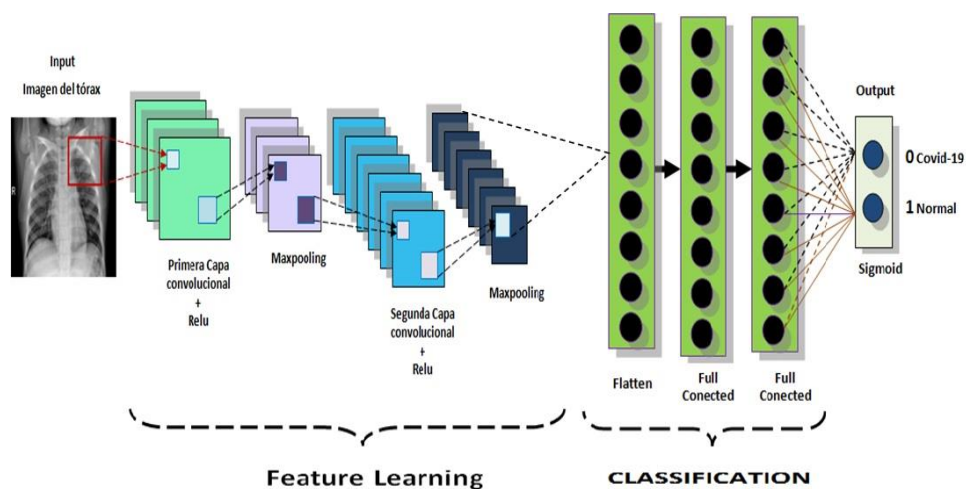 Input
Imagen del tórax
Primera Capa
convolucional
+
Relu
Maxpooling
Segunda Capa
convolucional
+
Relu
Maxpooling
Flatten
Full
Conected
Full
Conected
Output
0 Covid-19
1 Normal
Sigmoid
Feature Learning
CLASSIFICATION